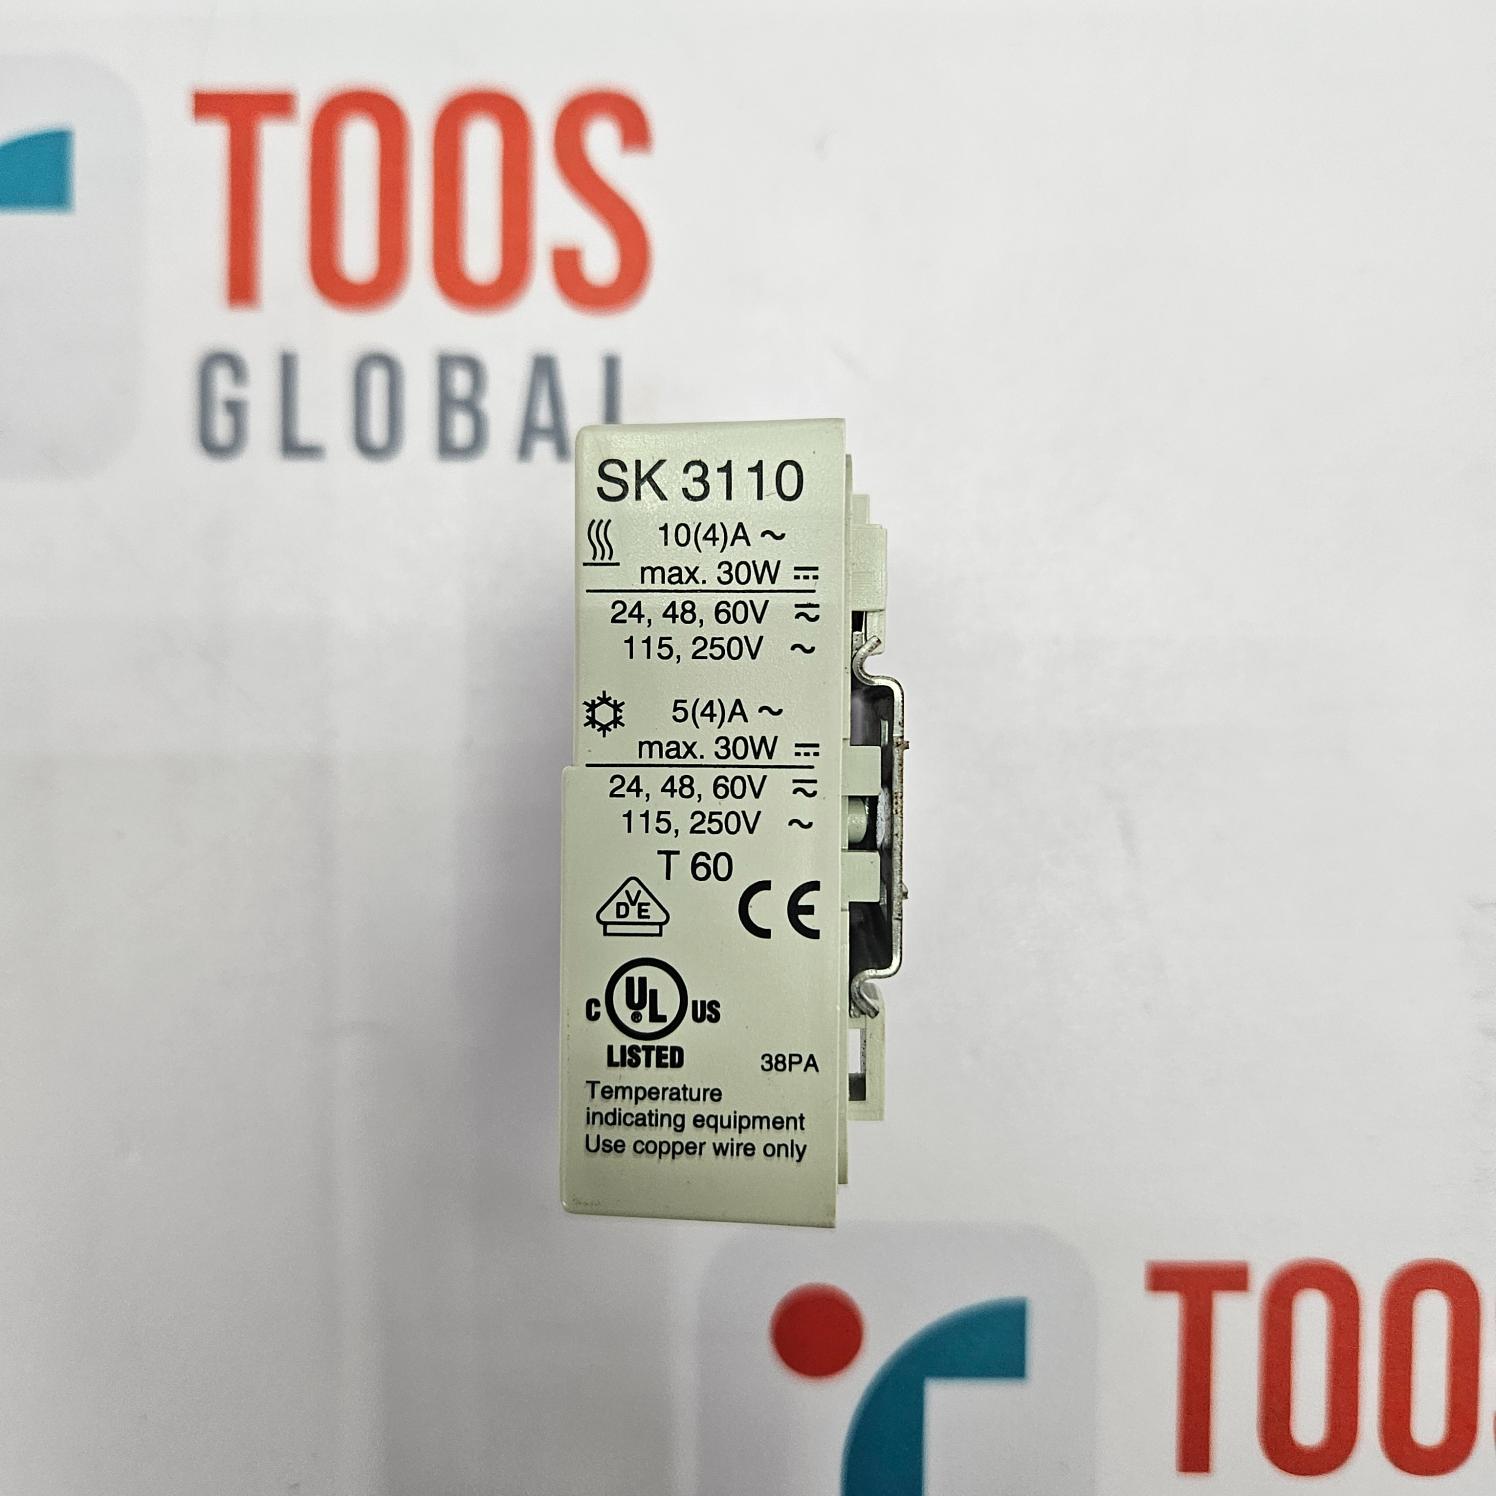 TOOS
GLOBAL
SK 3110
10(4)A ~
max. 30W ⎓
24, 48, 60V ≂
115, 250V ~
5(4)A ~
max. 30W ⎓
24, 48, 60V ≂
115, 250V ~
T 60
DVE CE
C UL® US
LISTED 38PA
Temperature
indicating equipment
Use copper wire only
TOOS